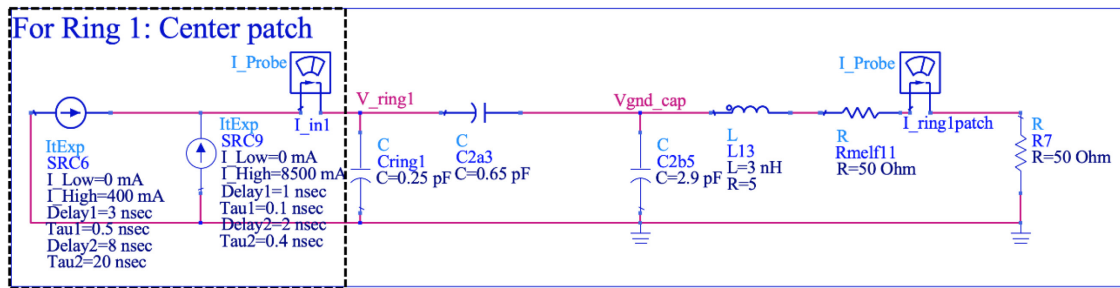 For Ring 1: Center patch
I_Probe
I_in1
ItExp
SRC6
I_Low=0 mA
I_High=400 mA
Delay1=3 nsec
Tau1=0.5 nsec
Delay2=8 nsec
Tau2=20 nsec
ItExp
SRC9
I_Low=0 mA
I_High=8500 mA
Delay1=1 nsec
Tau1=0.1 nsec
Delay2=2 nsec
Tau2=0.4 nsec
V_ring1
C
Cring1
C=0.25 pF
C
C2a3
C=0.65 pF
Vgnd_cap
C
C2b5
C=2.9 pF
L
L13
L=3 nH
R=5
R
Rmelf11
R=50 Ohm
I_Probe
I_ring1patch
R
R7
R=50 Ohm